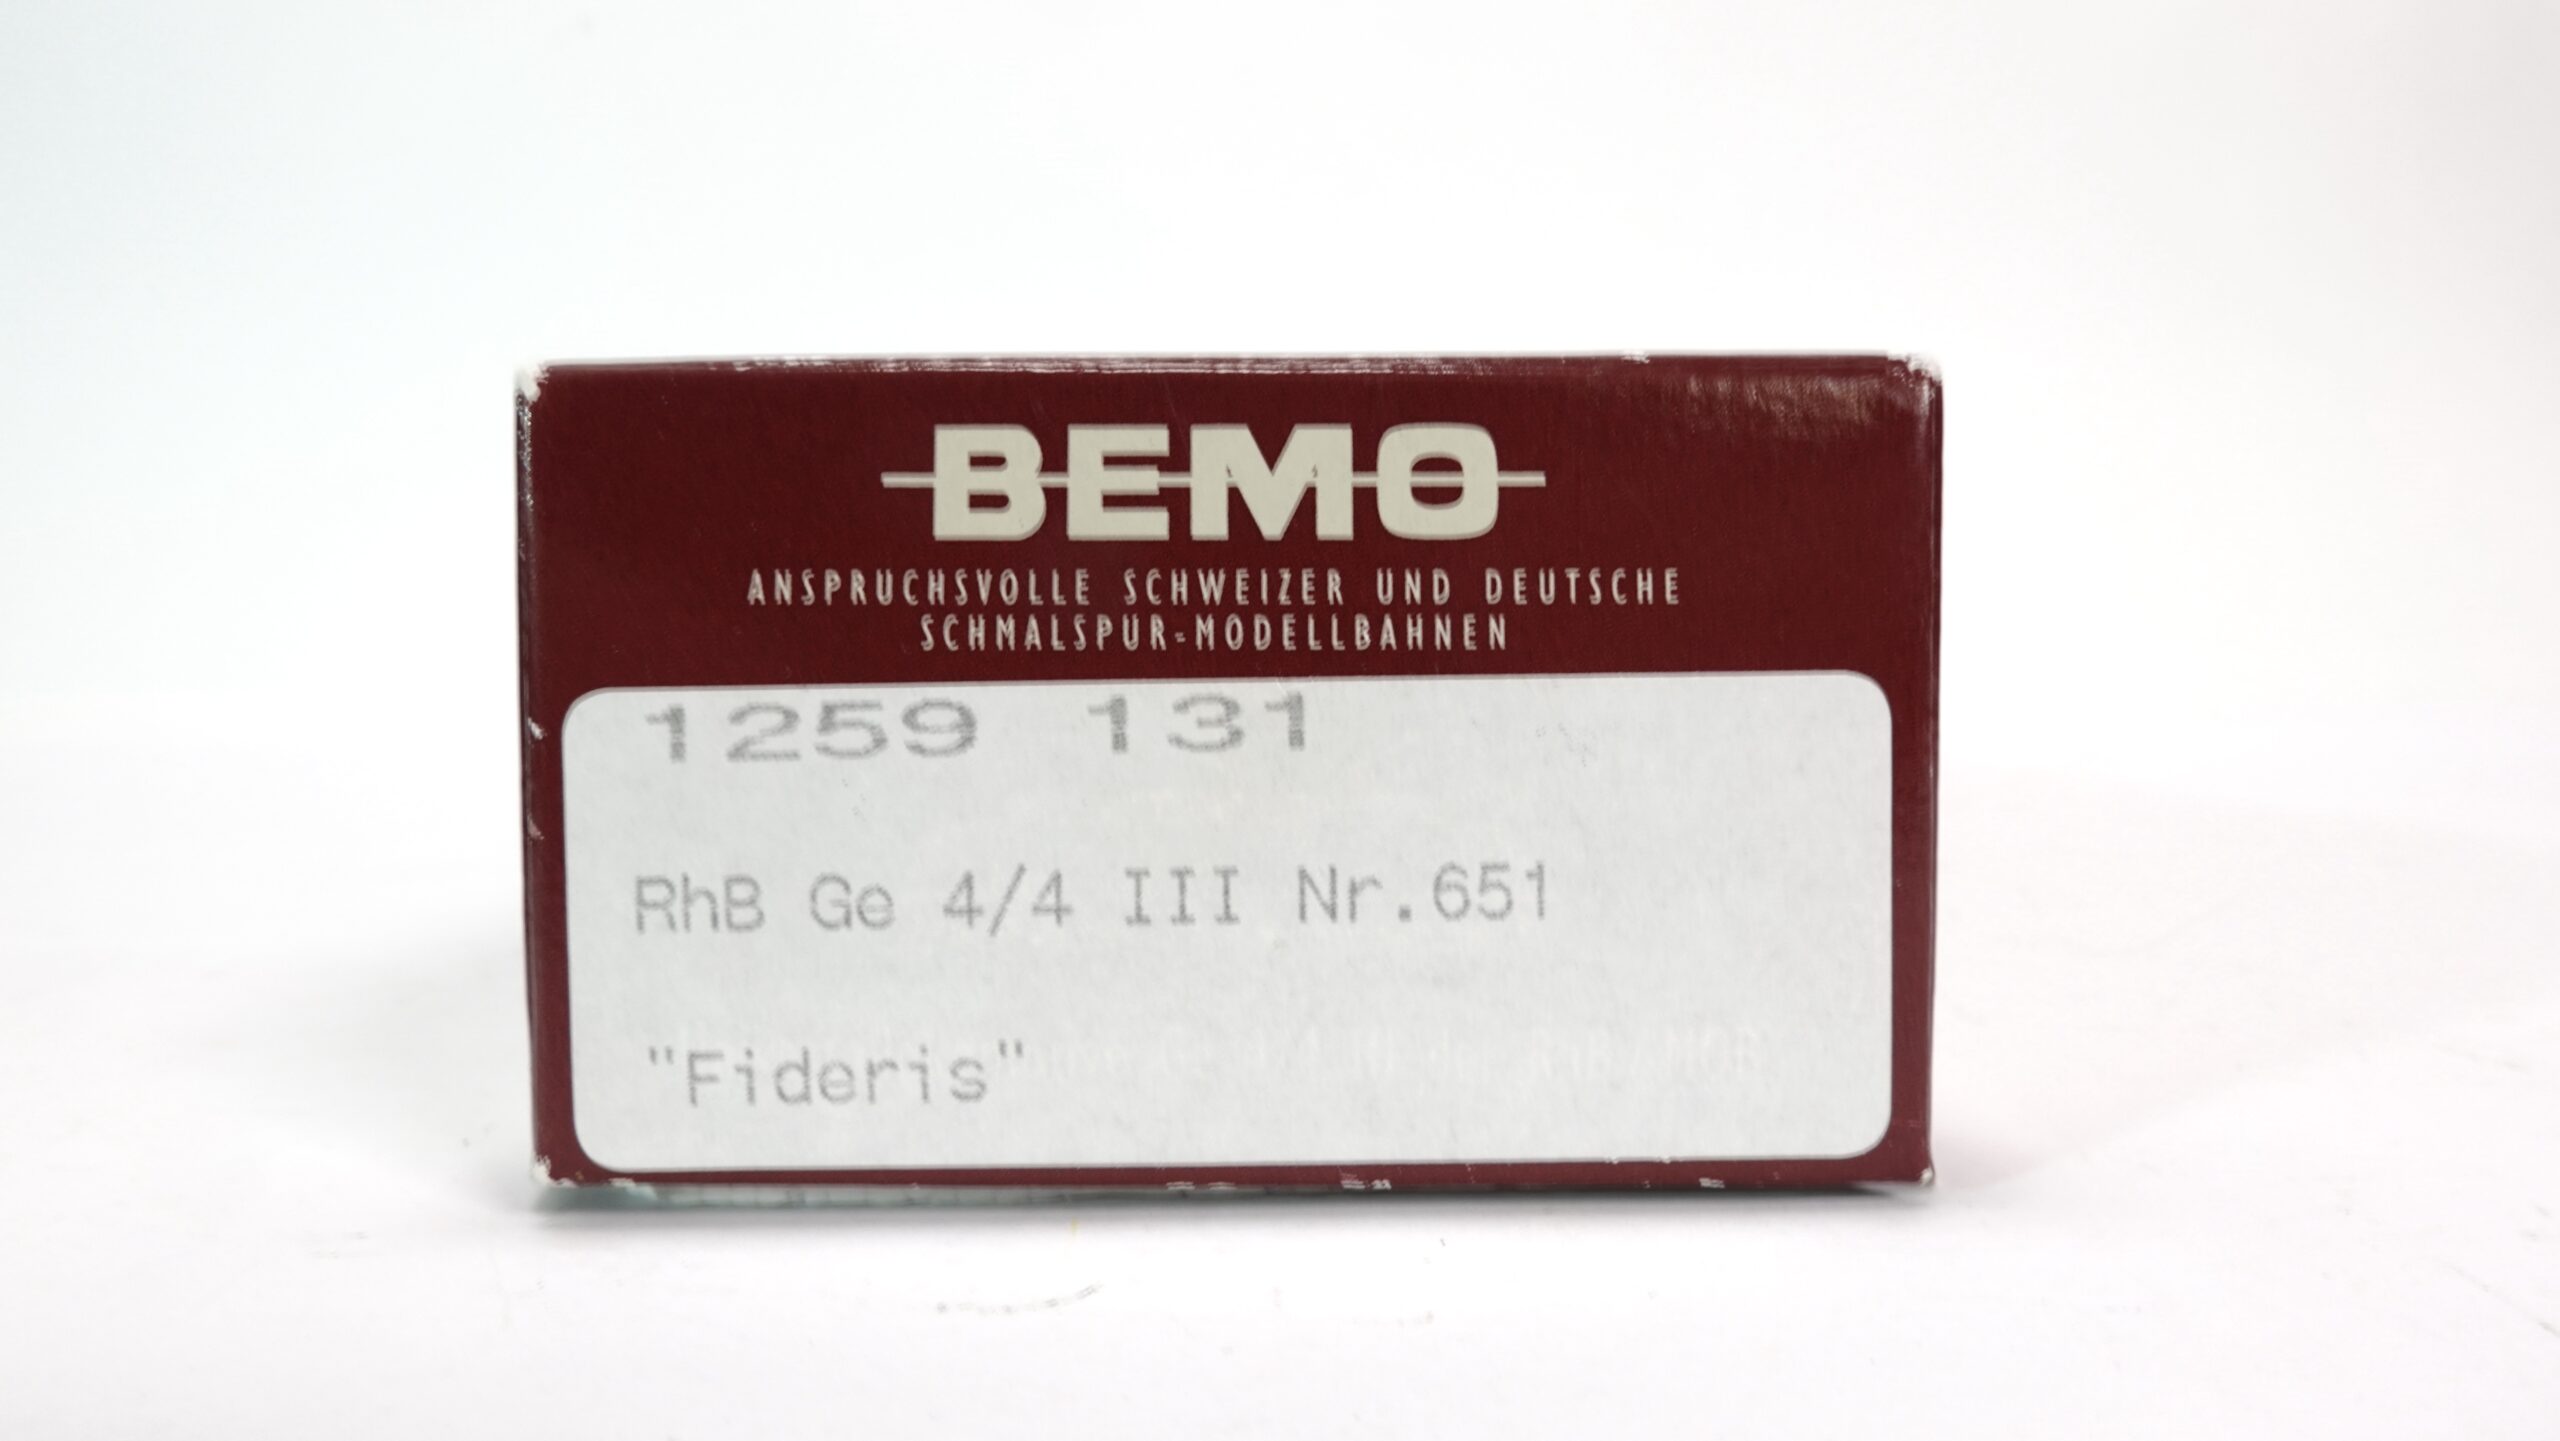 BEMO
ANSPRUCHSVOLLE SCHWEIZER UND DEUTSCHE
SCHMALSPUR-MODELLBAHNEN
1259 131
RhB Ge 4/4 III Nr.651
"Fideris"